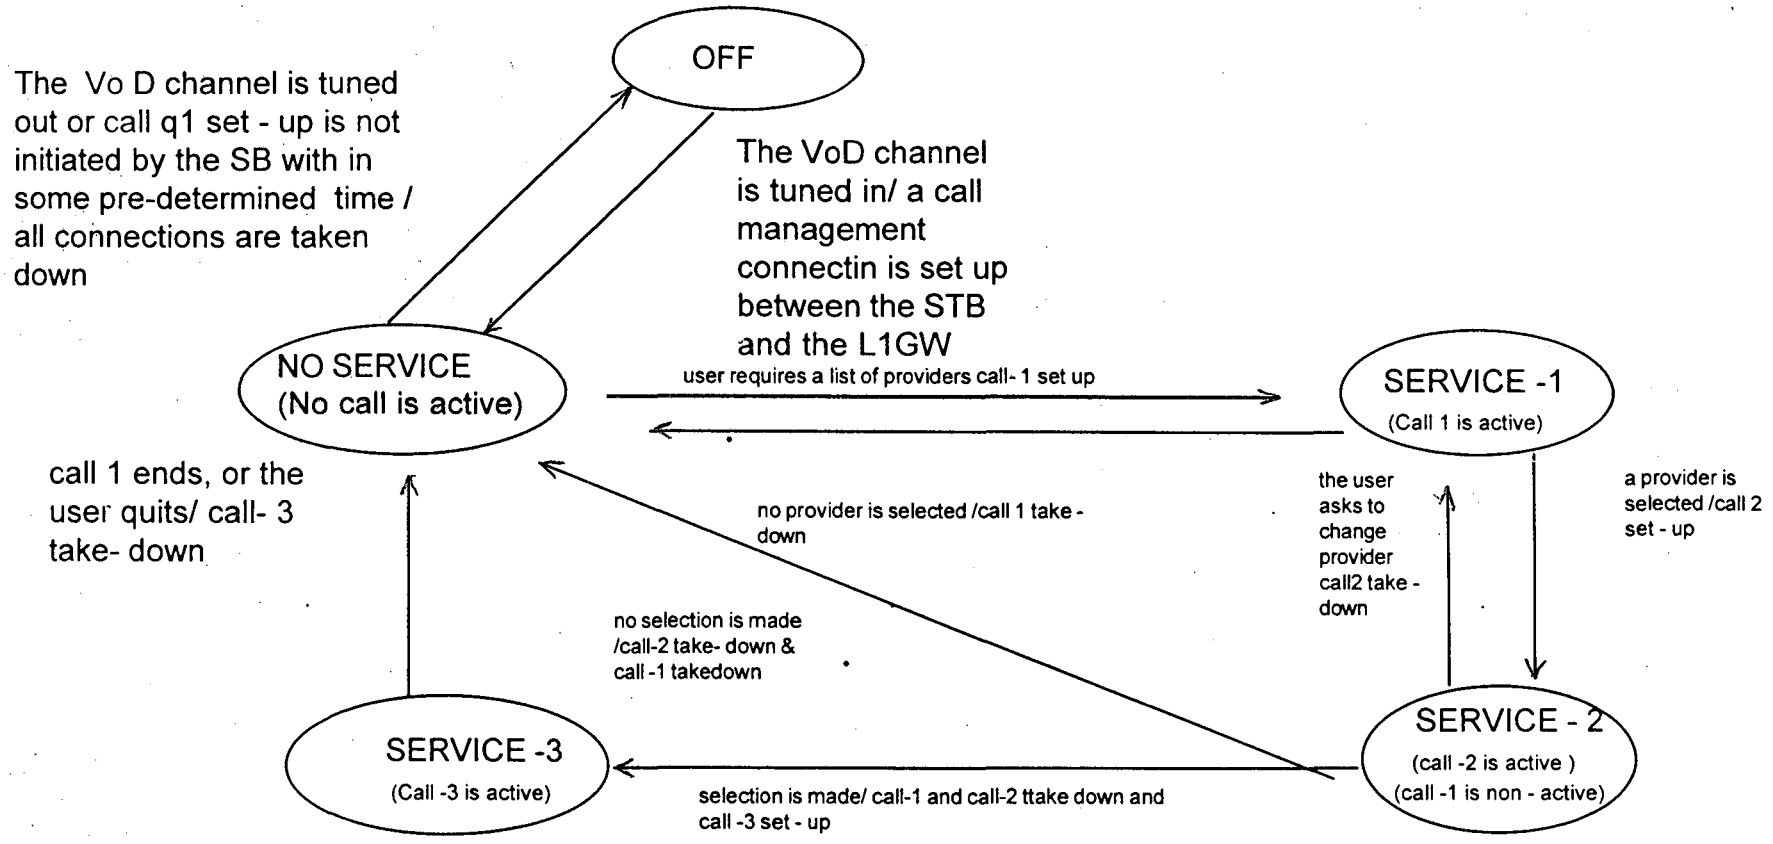 OFF
The Vo D channel is tuned
out or call q1 set - up is not
initiated by the SB with in
some pre-determined time /
all connections are taken
down
The VoD channel
is tuned in/ a call
management
connectin is set up
between the STB
and the L1GW
NO SERVICE
(No call is active)
user requires a list of providers call- 1 set up
SERVICE -1
(Call 1 is active)
call 1 ends, or the
user quits/ call- 3
take- down
no provider is selected /call 1 take -
down
the user
asks to
change
provider
call2 take -
down
a provider is
selected /call 2
set - up
no selection is made
/call-2 take- down &
call -1 takedown
SERVICE -3
(Call -3 is active)
SERVICE - 2
(call -2 is active )
(call -1 is non - active)
selection is made/ call-1 and call-2 ttake down and
call -3 set - up